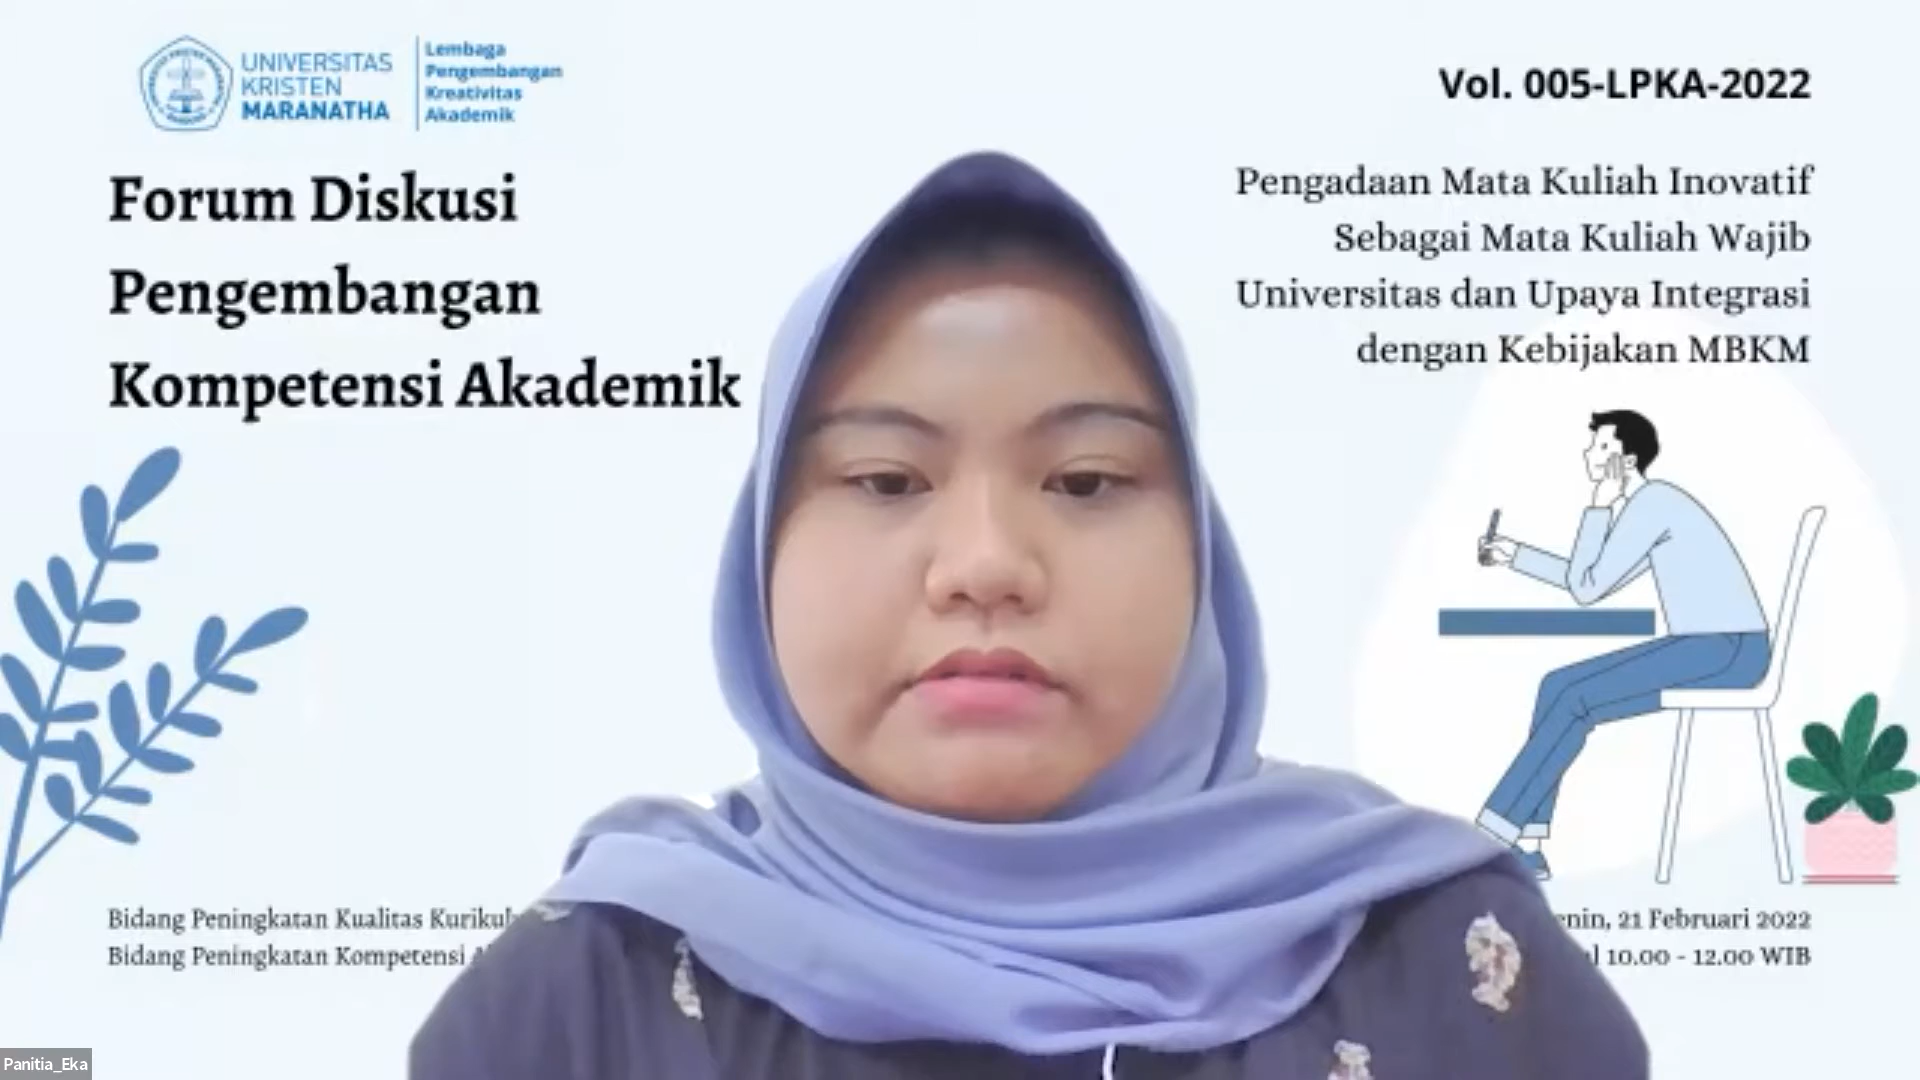 UNIVERSITAS
KRISTEN
MARANATHA
Lembaga
Pengembangan
Kreativitas
Akademik
Vol. 005-LPKA-2022
Forum Diskusi
Pengembangan
Kompetensi Akademik
Pengadaan Mata Kuliah Inovatif
Sebagai Mata Kuliah Wajib
Universitas dan Upaya Integrasi
dengan Kebijakan MBKM
Bidang Peningkatan Kualitas
Bidang Peningkatan Kompetensi
21 Februari 2022
10.00 - 12.00 WIB
Panitia_Eka